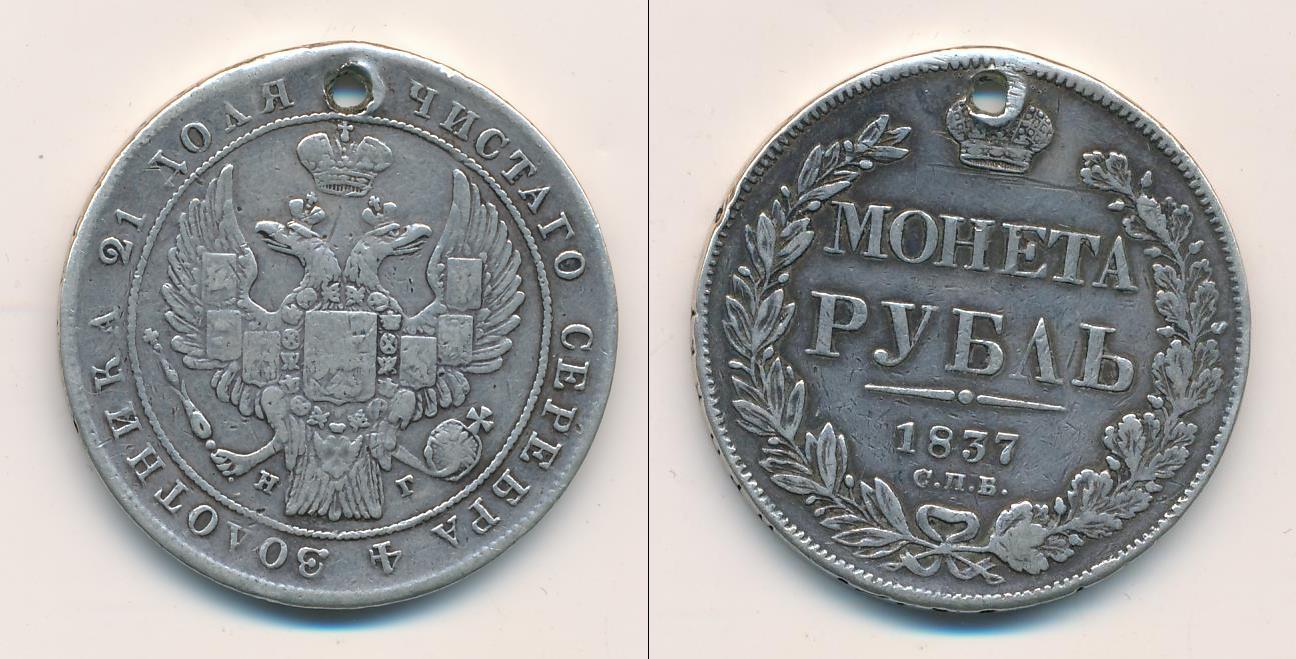 ЧИСТАГО СЕРЕБРА 4 ЗОЛОТНИКА 21 ДОЛЯ
Н Г
МОНЕТА
РУБЛЬ
1837
С.П.Б.